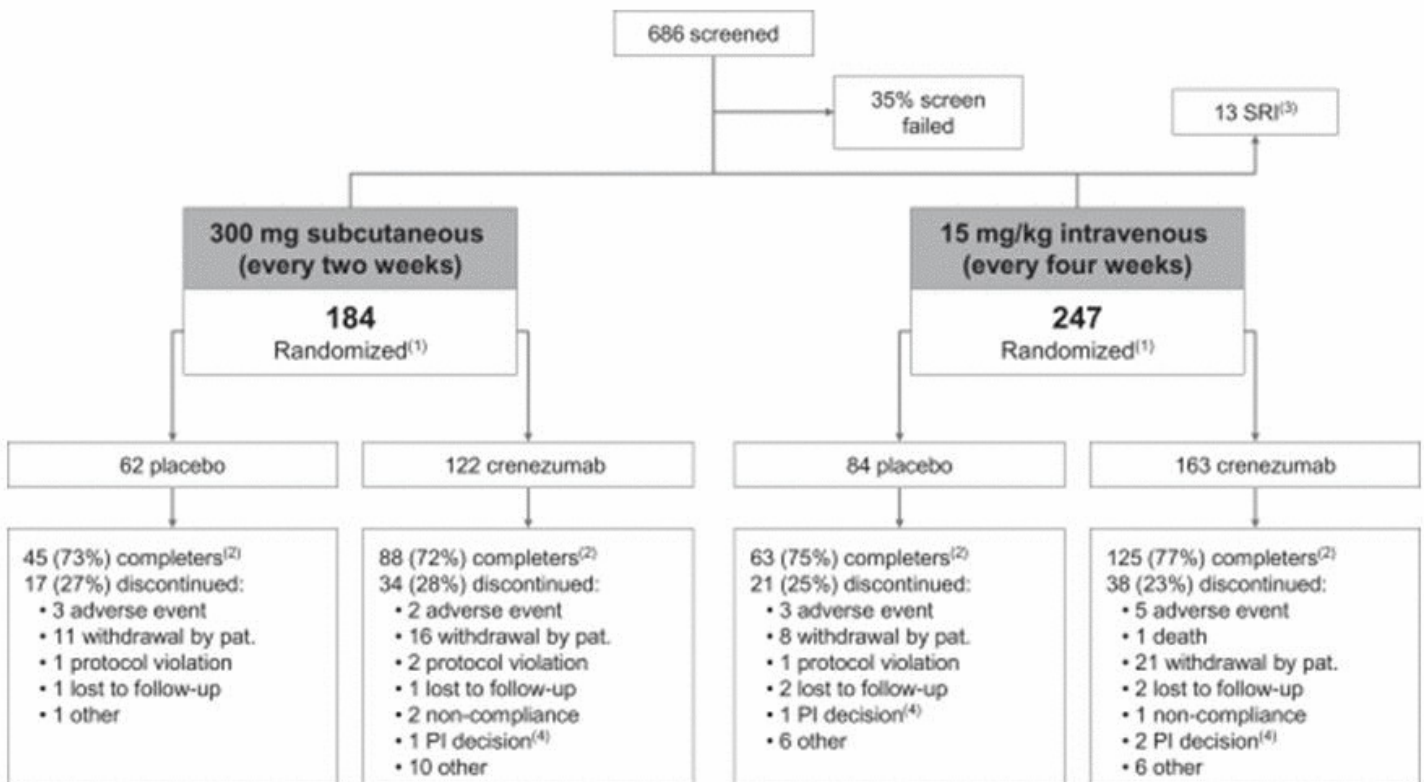 686 screened
35% screen
failed
13 SRI(3)
300 mg subcutaneous
(every two weeks)
184
Randomized(1)
15 mg/kg intravenous
(every four weeks)
247
Randomized(1)
62 placebo
122 crenezumab
84 placebo
163 crenezumab
45 (73%) completers(2)
17 (27%) discontinued:
• 3 adverse event
• 11 withdrawal by pat.
• 1 protocol violation
• 1 lost to follow-up
• 1 other
88 (72%) completers(2)
34 (28%) discontinued:
• 2 adverse event
• 16 withdrawal by pat.
• 2 protocol violation
• 1 lost to follow-up
• 2 non-compliance
• 1 PI decision(4)
• 10 other
63 (75%) completers(2)
21 (25%) discontinued:
• 3 adverse event
• 8 withdrawal by pat.
• 1 protocol violation
• 2 lost to follow-up
• 1 PI decision(4)
• 6 other
125 (77%) completers(2)
38 (23%) discontinued:
• 5 adverse event
• 1 death
• 21 withdrawal by pat.
• 2 lost to follow-up
• 1 non-compliance
• 2 PI decision(4)
• 6 other